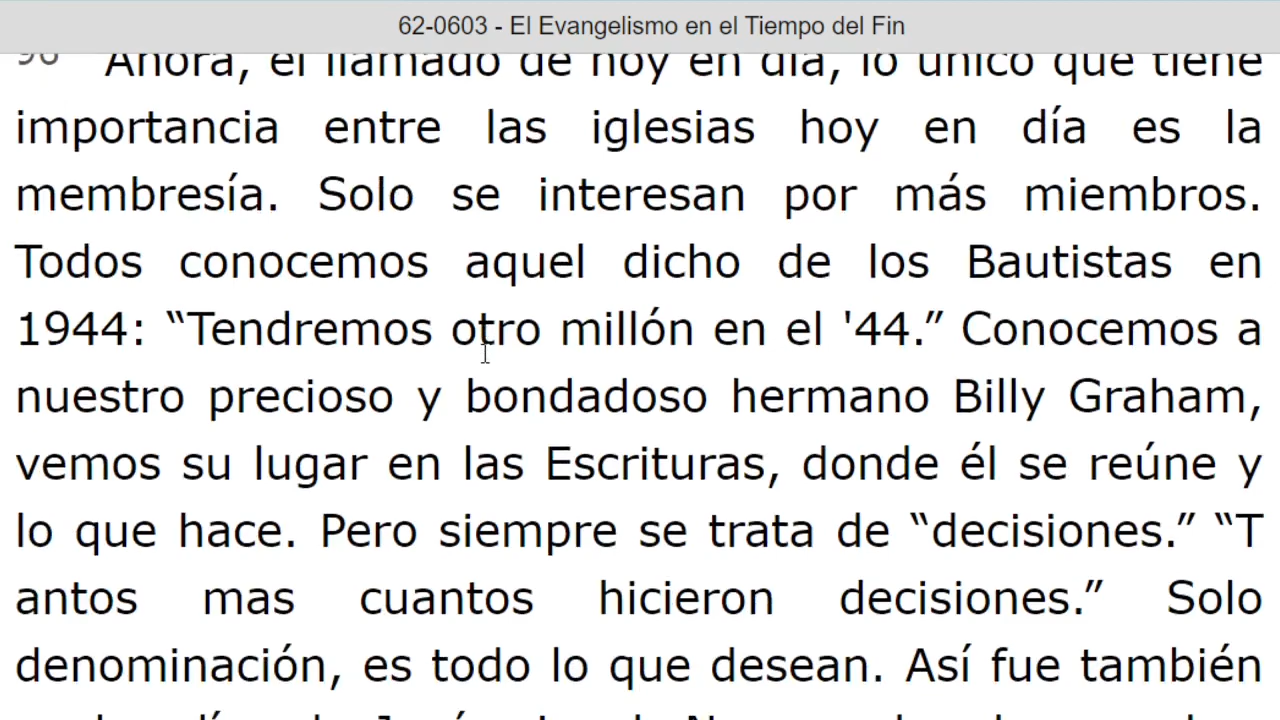 62-0603 - El Evangelismo en el Tiempo del Fin
Ahora, el llamado de hoy en día, lo único que tiene
importancia entre las iglesias hoy en día es la
membresía. Solo se interesan por más miembros.
Todos conocemos aquel dicho de los Bautistas en
1944: “Tendremos otro millón en el '44.” Conocemos a
nuestro precioso y bondadoso hermano Billy Graham,
vemos su lugar en las Escrituras, donde él se reúne y
lo que hace. Pero siempre se trata de “decisiones.” “T
antos mas cuantos hicieron decisiones.” Solo
denominación, es todo lo que desean. Así fue también